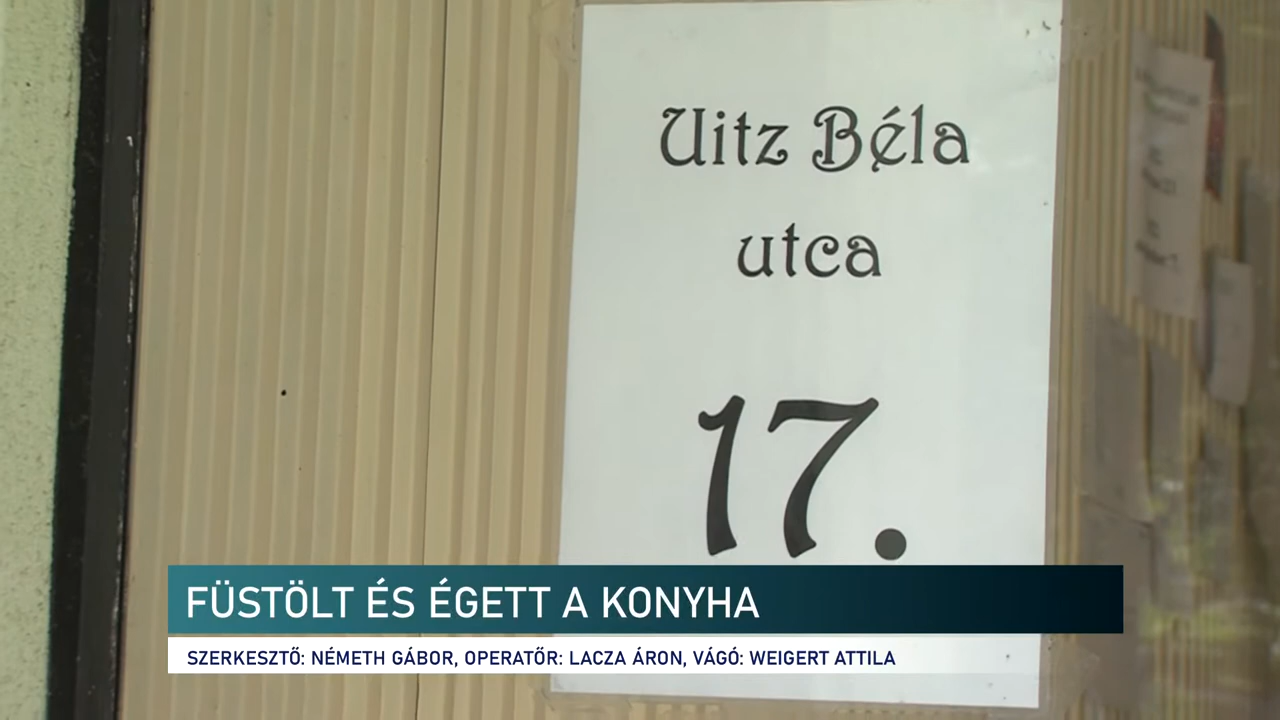 Uitz Béla
utca
17.
FÜSTÖLT ÉS ÉGETT A KONYHA
SZERKESZTŐ: NÉMETH GÁBOR, OPERATŐR: LACZA ÁRON, VÁGÓ: WEIGERT ATTILA